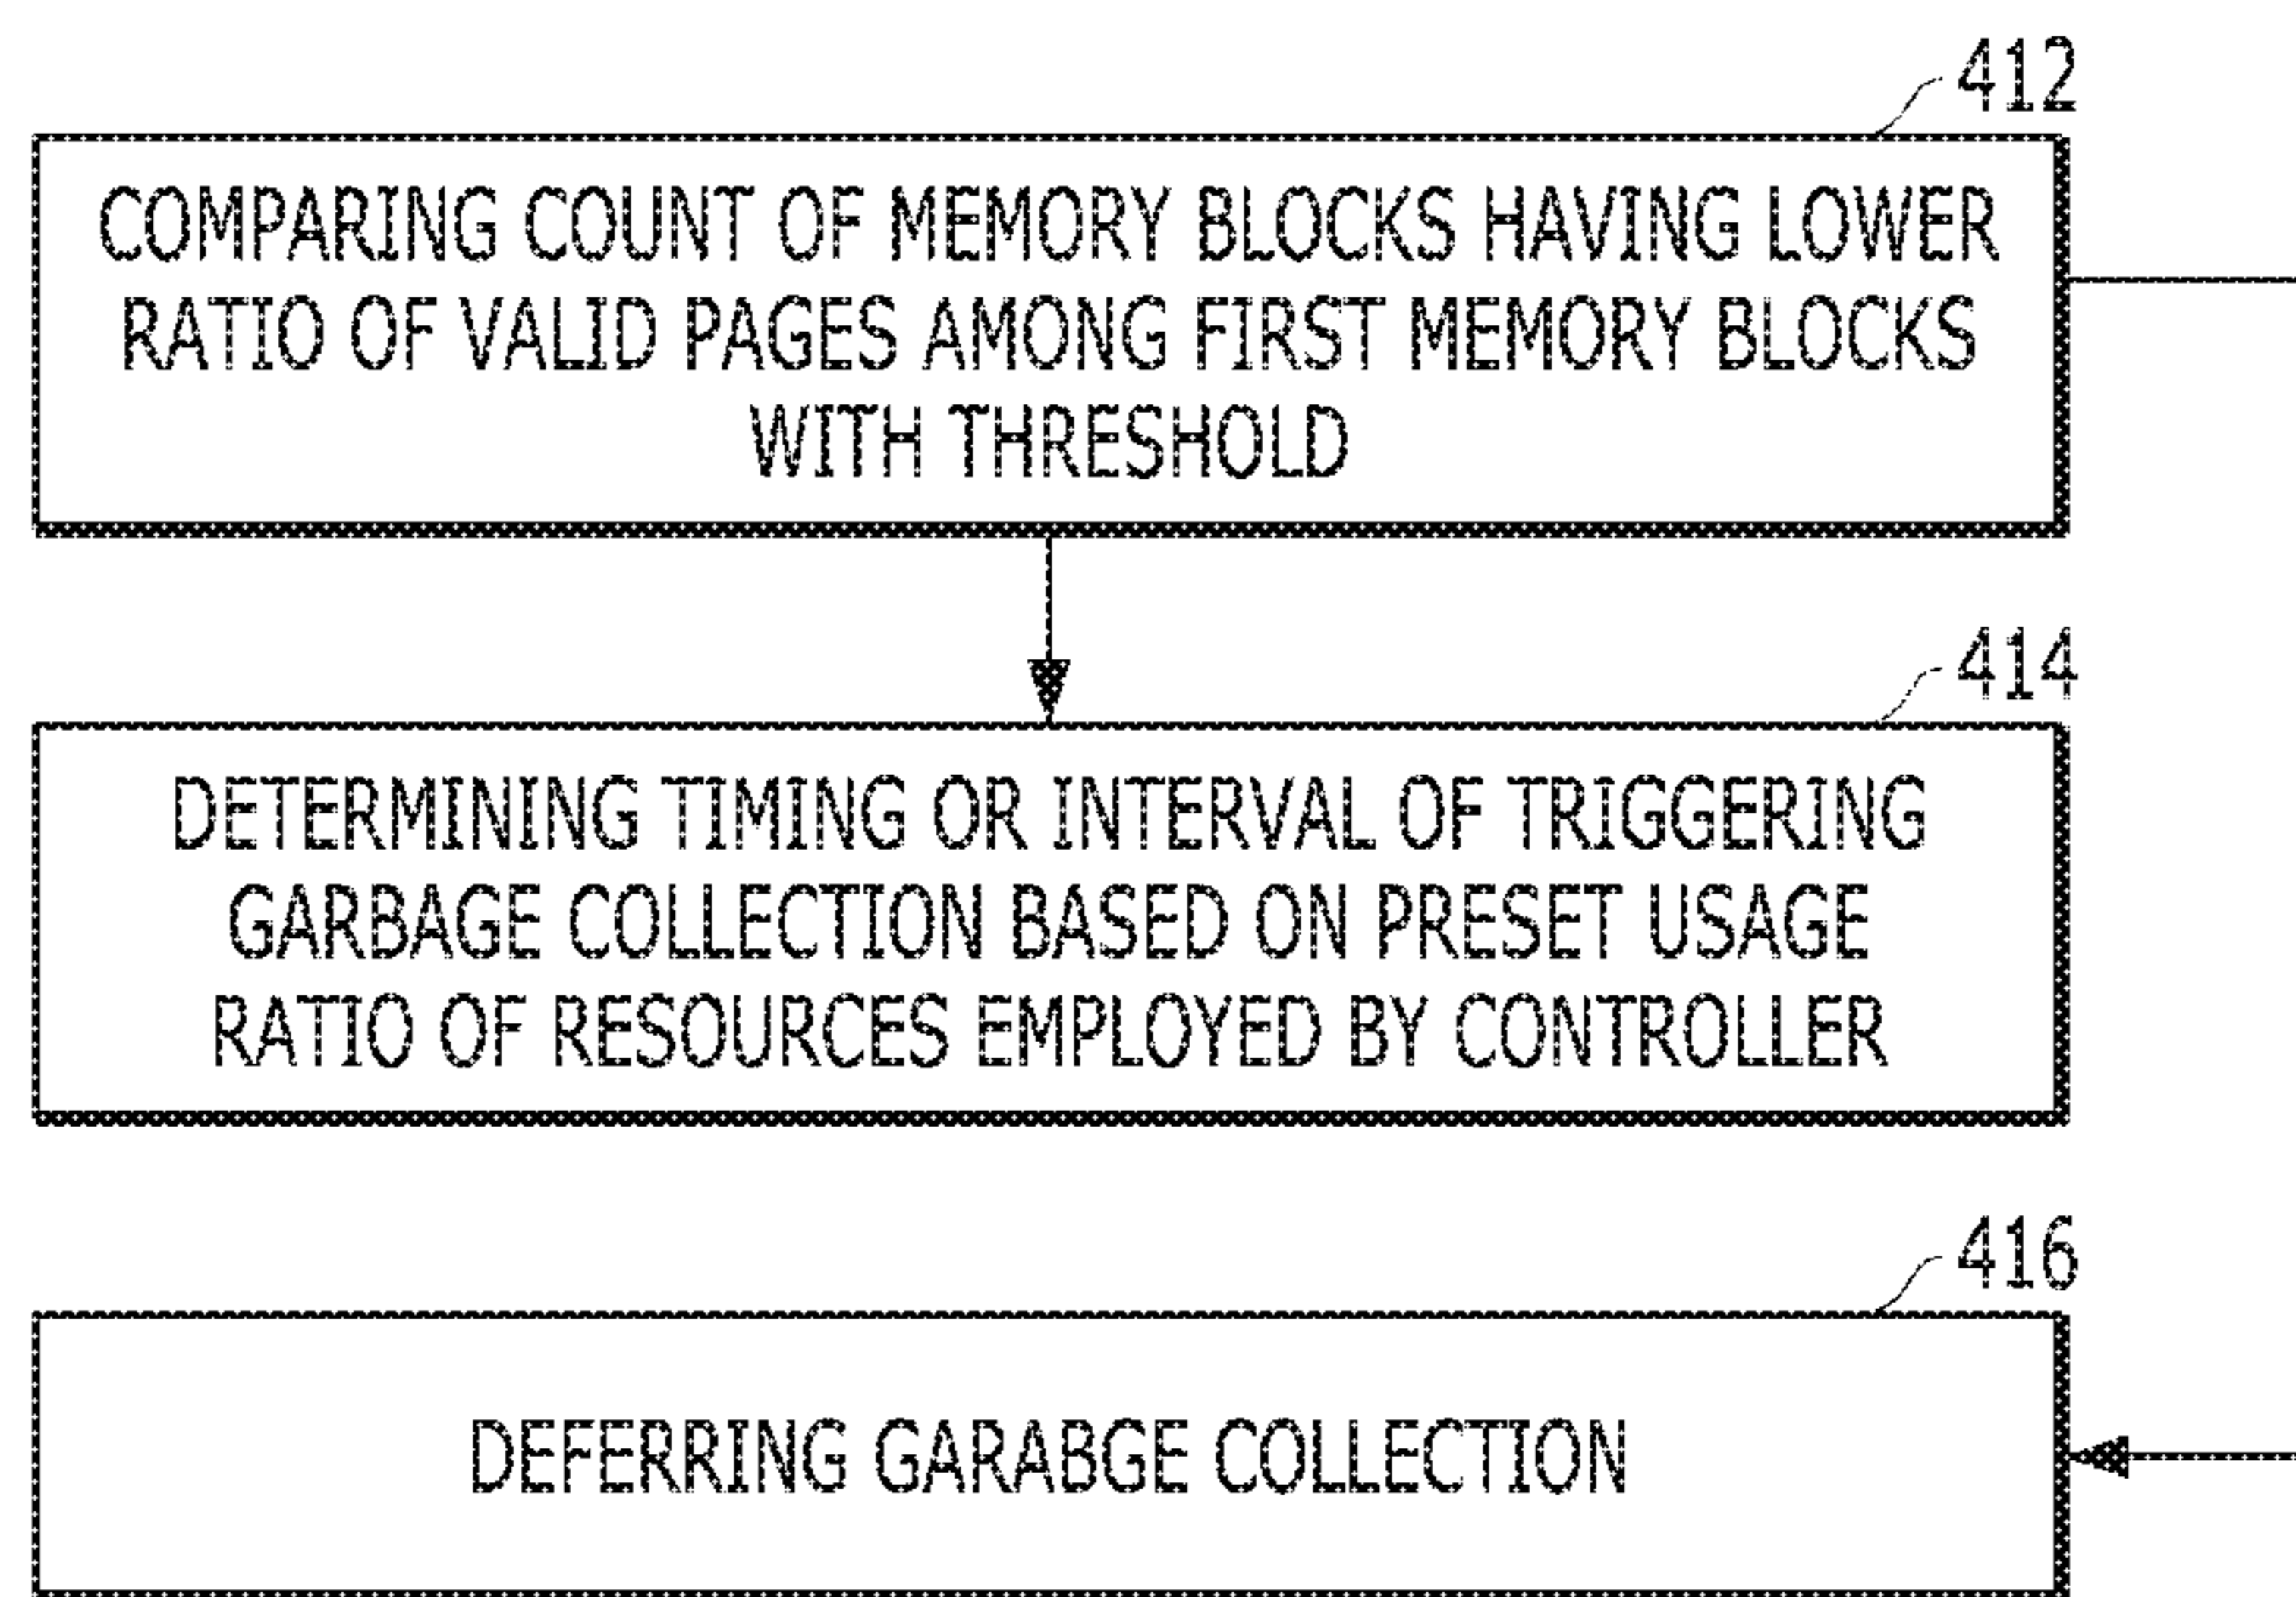 412
COMPARING COUNT OF MEMORY BLOCKS HAVING LOWER
RATIO OF VALID PAGES AMONG FIRST MEMORY BLOCKS
WITH THRESHOLD
414
DETERMINING TIMING OR INTERVAL OF TRIGGERING
GARBAGE COLLECTION BASED ON PRESET USAGE
RATIO OF RESOURCES EMPLOYED BY CONTROLLER
416
DEFERRING GARABGE COLLECTION